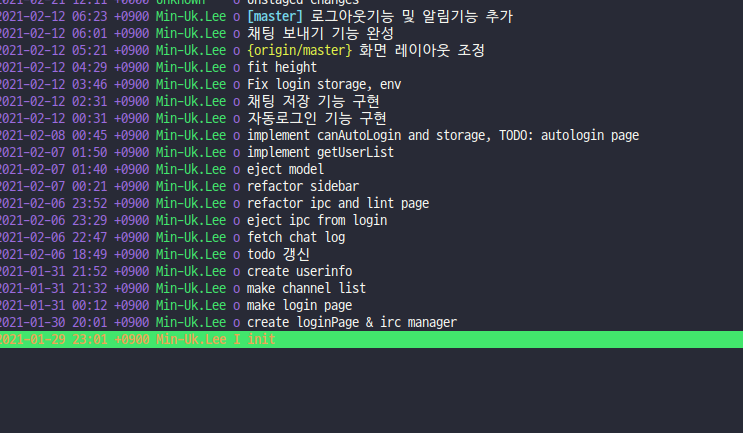 2021-02-21 12:11 +0000 Unknown o Unstaged changes
2021-02-12 06:23 +0900 Min-Uk.Lee o [master] 로그아웃기능 및 알림기능 추가
2021-02-12 06:01 +0900 Min-Uk.Lee o 채팅 보내기 기능 완성
2021-02-12 05:21 +0900 Min-Uk.Lee o {origin/master} 화면 레이아웃 조정
2021-02-12 04:29 +0900 Min-Uk.Lee o fit height
2021-02-12 03:46 +0900 Min-Uk.Lee o Fix login storage, env
2021-02-12 02:31 +0900 Min-Uk.Lee o 채팅 저장 기능 구현
2021-02-12 00:31 +0900 Min-Uk.Lee o 자동로그인 기능 구현
2021-02-08 00:45 +0900 Min-Uk.Lee o implement canAutoLogin and storage, TODO: autologin page
2021-02-07 01:50 +0900 Min-Uk.Lee o implement getUserList
2021-02-07 01:40 +0900 Min-Uk.Lee o eject model
2021-02-07 00:21 +0900 Min-Uk.Lee o refactor sidebar
2021-02-06 23:52 +0900 Min-Uk.Lee o refactor ipc and lint page
2021-02-06 23:29 +0900 Min-Uk.Lee o eject ipc from login
2021-02-06 22:47 +0900 Min-Uk.Lee o fetch chat log
2021-02-06 18:49 +0900 Min-Uk.Lee o todo 갱신
2021-01-31 21:52 +0900 Min-Uk.Lee o create userinfo
2021-01-31 21:32 +0900 Min-Uk.Lee o make channel list
2021-01-31 00:12 +0900 Min-Uk.Lee o make login page
2021-01-30 20:01 +0900 Min-Uk.Lee o create loginPage & irc manager
2021-01-29 23:01 +0900 Min-Uk.Lee I init